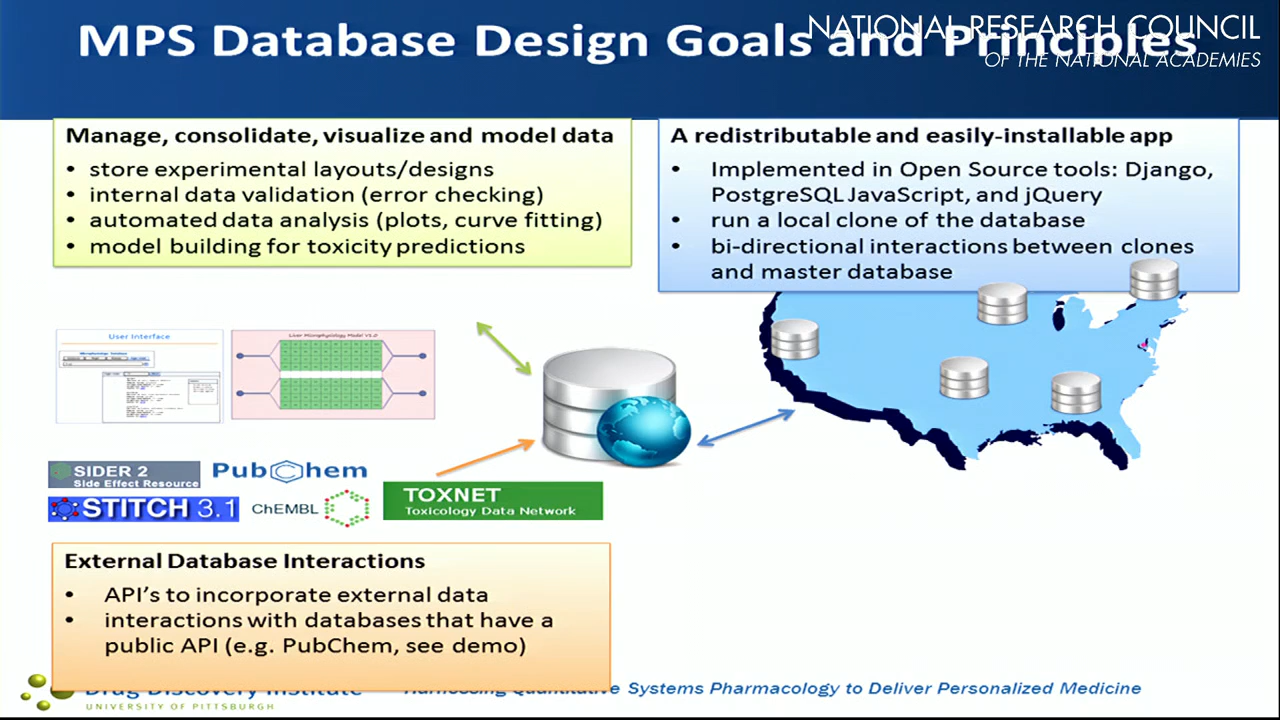 MPS Database Design Goals and Principles
NATIONAL RESEARCH COUNCIL
OF THE NATIONAL ACADEMIES
Manage, consolidate, visualize and model data
• store experimental layouts/designs
• internal data validation (error checking)
• automated data analysis (plots, curve fitting)
• model building for toxicity predictions
A redistributable and easily-installable app
• Implemented in Open Source tools: Django,
PostgreSQL JavaScript, and jQuery
• run a local clone of the database
• bi-directional interactions between clones
and master database
User Interface
Liver Microphysiology Model V1.0
SIDER 2
Side Effect Resource
PubChem
STITCH 3.1
ChEMBL
TOXNET
Toxicology Data Network
External Database Interactions
• API's to incorporate external data
• interactions with databases that have a
public API (e.g. PubChem, see demo)
Drug Discovery Institute
UNIVERSITY OF PITTSBURGH
Harnessing Quantitative Systems Pharmacology to Deliver Personalized Medicine